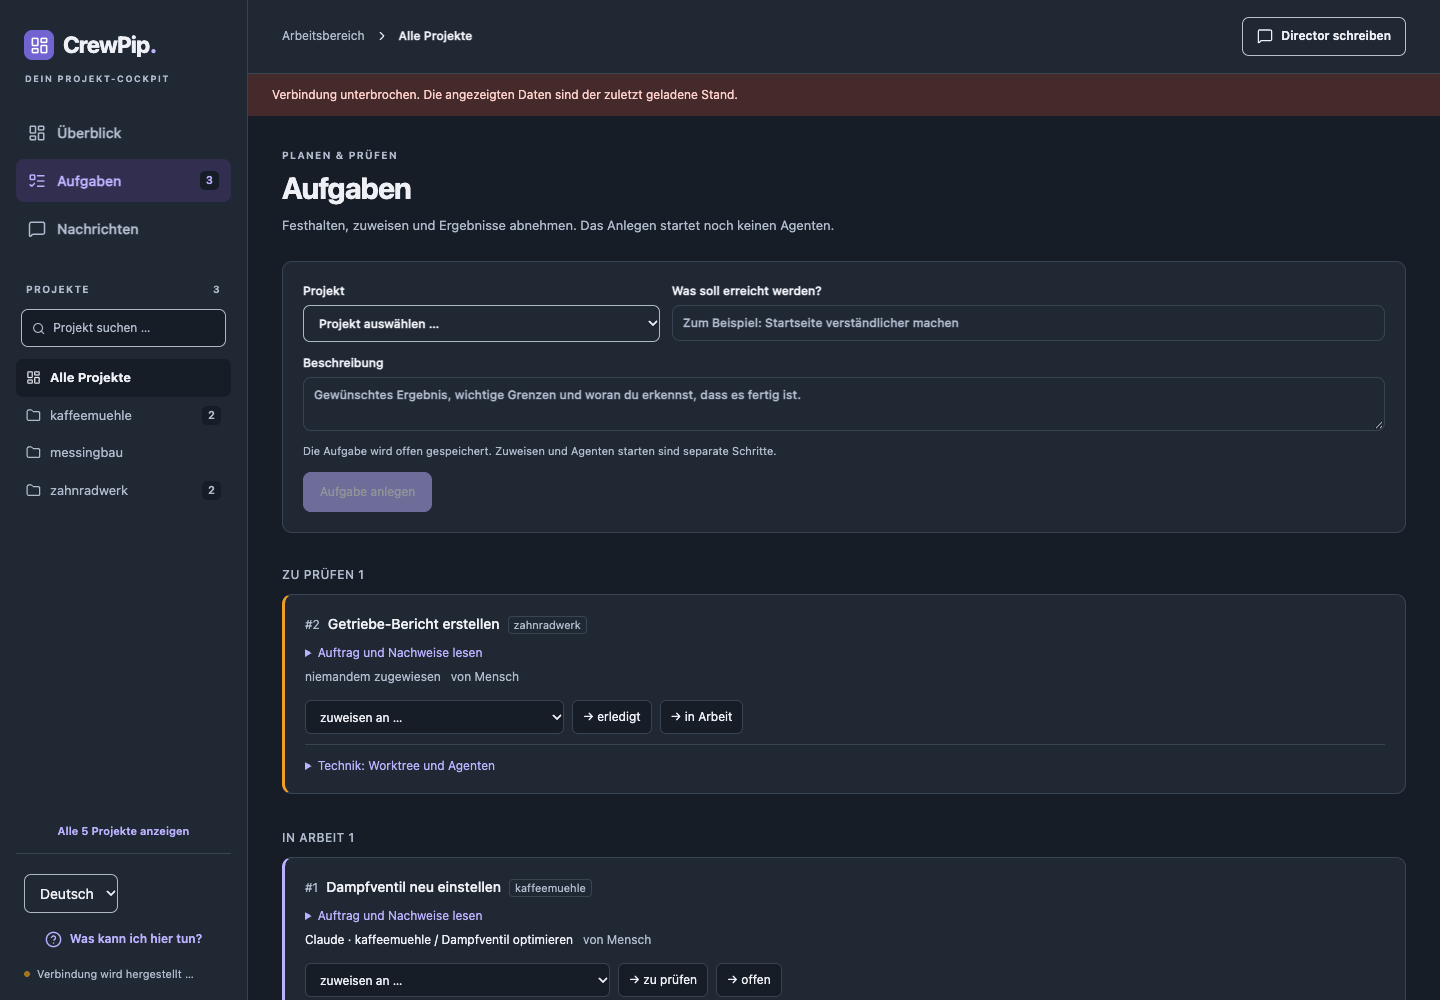 CrewPip.
DEIN PROJEKT-COCKPIT
Überblick
Aufgaben 3
Nachrichten
PROJEKTE 3
Projekt suchen ...
Alle Projekte
kaffeemuehle 2
messingbau
zahnradwerk 2
Alle 5 Projekte anzeigen
Deutsch
Was kann ich hier tun?
Verbindung wird hergestellt ...
Arbeitsbereich > Alle Projekte
Director schreiben
Verbindung unterbrochen. Die angezeigten Daten sind der zuletzt geladene Stand.
PLANEN & PRÜFEN
Aufgaben
Festhalten, zuweisen und Ergebnisse abnehmen. Das Anlegen startet noch keinen Agenten.
Projekt
Projekt auswählen ...
Was soll erreicht werden?
Zum Beispiel: Startseite verständlicher machen
Beschreibung
Gewünschtes Ergebnis, wichtige Grenzen und woran du erkennst, dass es fertig ist.
Die Aufgabe wird offen gespeichert. Zuweisen und Agenten starten sind separate Schritte.
Aufgabe anlegen
ZU PRÜFEN 1
#2 Getriebe-Bericht erstellen zahnradwerk
Auftrag und Nachweise lesen
niemandem zugewiesen von Mensch
zuweisen an ... → erledigt → in Arbeit
Technik: Worktree und Agenten
IN ARBEIT 1
#1 Dampfventil neu einstellen kaffeemuehle
Auftrag und Nachweise lesen
Claude · kaffeemuehle / Dampfventil optimieren von Mensch
zuweisen an ... → zu prüfen → offen